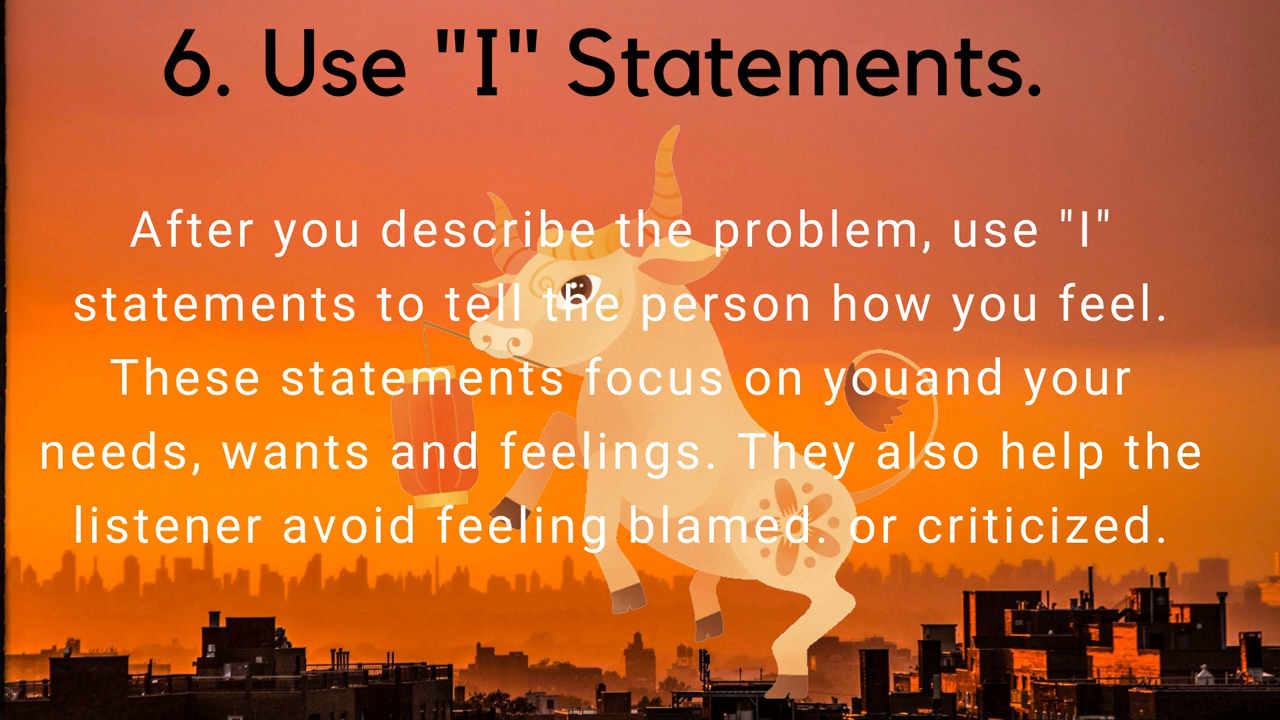 6. Use "I" Statements.
After you describe the problem, use "I"
statements to tell the person how you feel.
These statements focus on youand your
needs, wants and feelings. They also help the
listener avoid feeling blamed. or criticized.